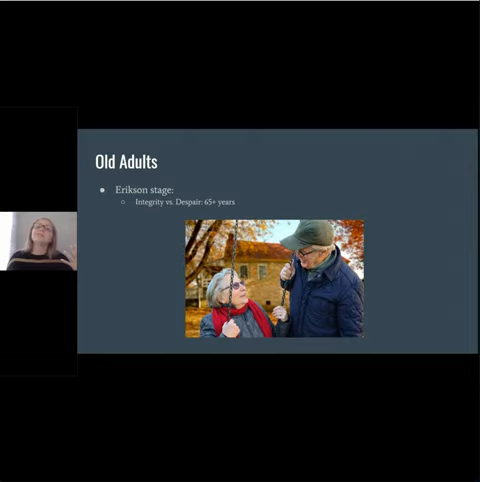 Old Adults
● Erikson stage:
○ Integrity vs. Despair: 65+ years